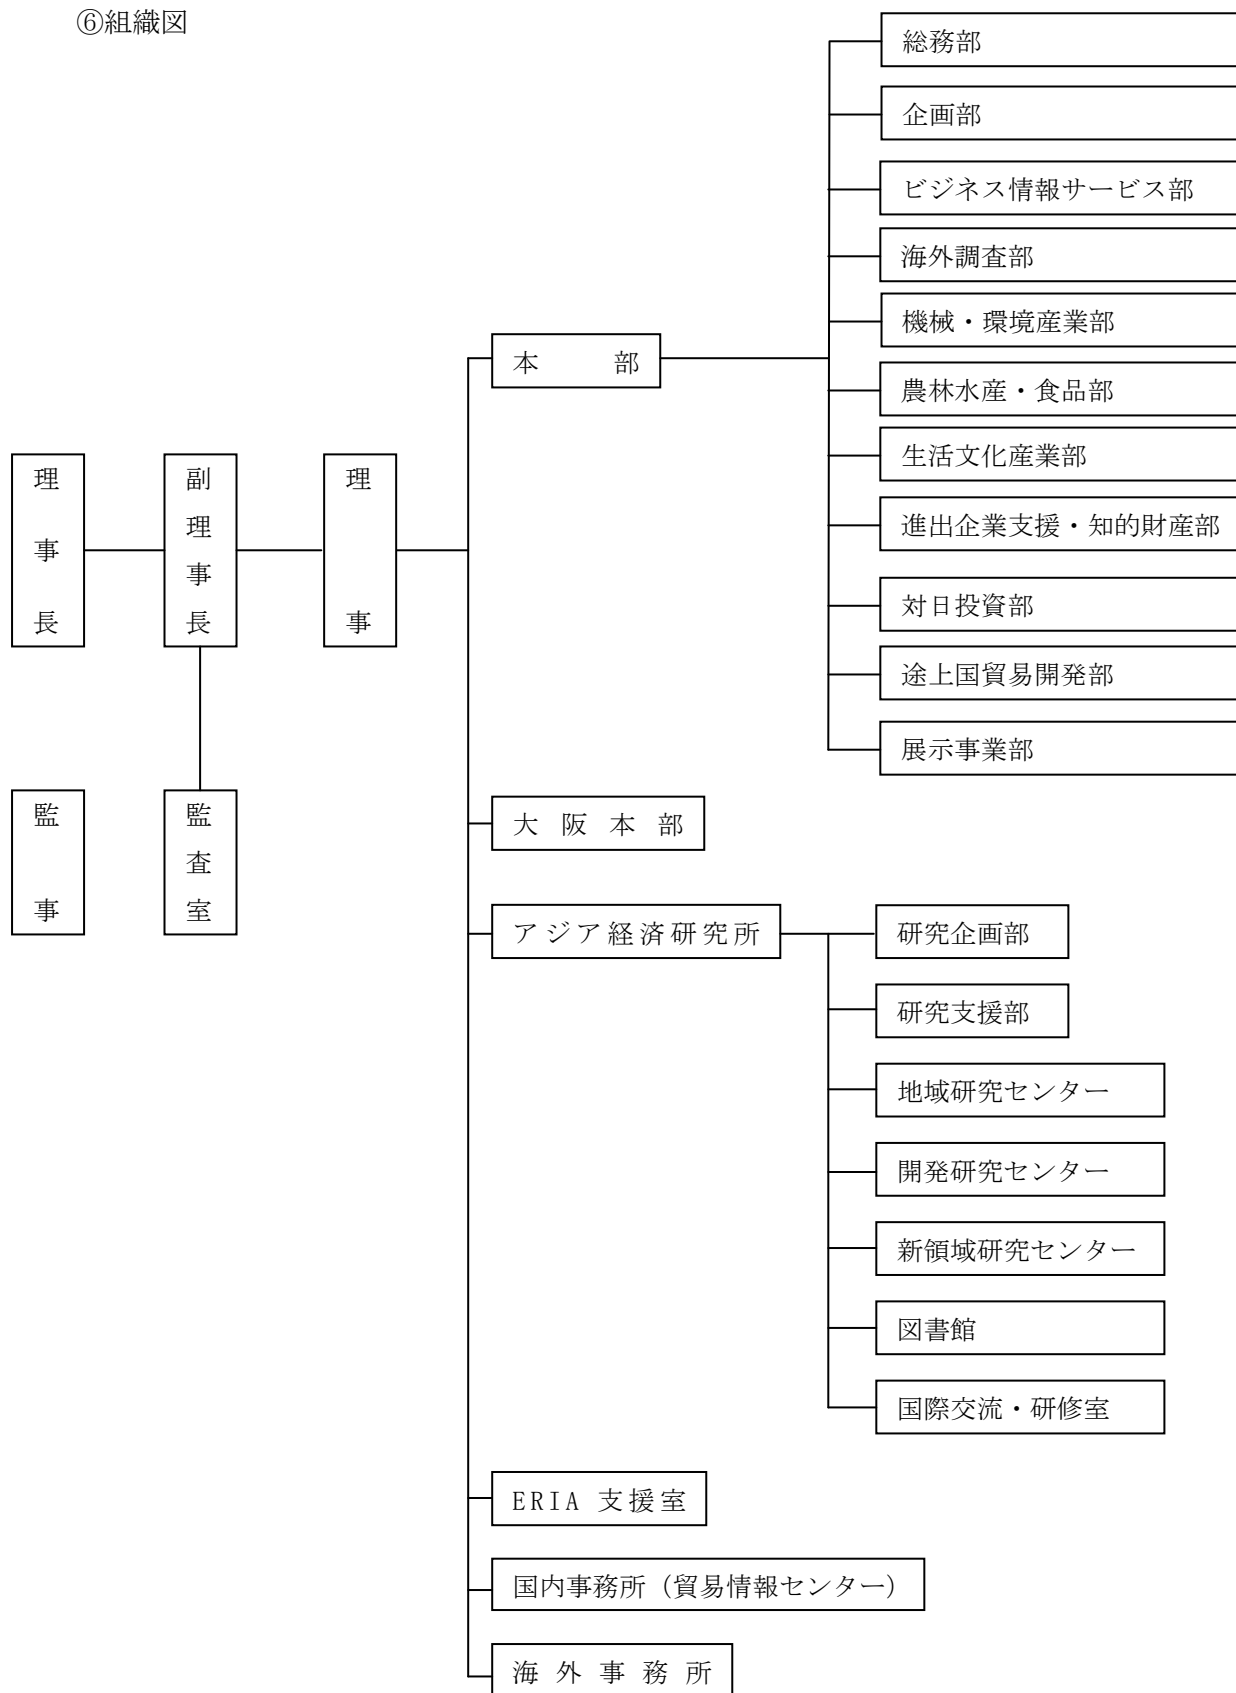 ⑥組織図
総務部
企画部
ビジネス情報サービス部
海外調査部
機械・環境産業部
本　　部
農林水産・食品部
生活文化産業部
理事長
副理事長
理事
進出企業支援・知的財産部
対日投資部
途上国貿易開発部
展示事業部
監事
監査室
大阪本部
アジア経済研究所
研究企画部
研究支援部
地域研究センター
開発研究センター
新領域研究センター
図書館
国際交流・研修室
ERIA 支援室
国内事務所（貿易情報センター）
海外事務所